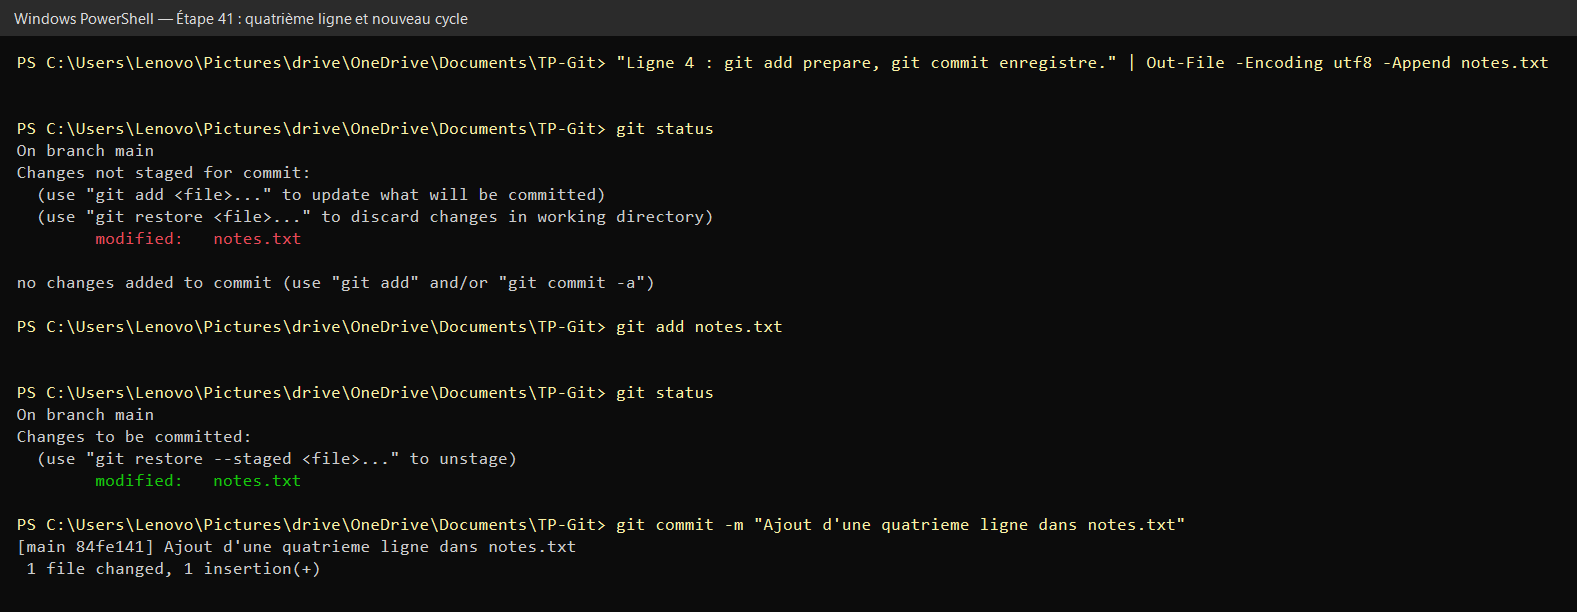 Windows PowerShell — Étape 41 : quatrième ligne et nouveau cycle
PS C:\Users\Lenovo\Pictures\drive\OneDrive\Documents\TP-Git> "Ligne 4 : git add prepare, git commit enregistre." | Out-File -Encoding utf8 -Append notes.txt
PS C:\Users\Lenovo\Pictures\drive\OneDrive\Documents\TP-Git> git status
On branch main
Changes not staged for commit:
  (use "git add <file>..." to update what will be committed)
  (use "git restore <file>..." to discard changes in working directory)
        modified:   notes.txt
no changes added to commit (use "git add" and/or "git commit -a")
PS C:\Users\Lenovo\Pictures\drive\OneDrive\Documents\TP-Git> git add notes.txt
PS C:\Users\Lenovo\Pictures\drive\OneDrive\Documents\TP-Git> git status
On branch main
Changes to be committed:
  (use "git restore --staged <file>..." to unstage)
        modified:   notes.txt
PS C:\Users\Lenovo\Pictures\drive\OneDrive\Documents\TP-Git> git commit -m "Ajout d'une quatrieme ligne dans notes.txt"
[main 84fe141] Ajout d'une quatrieme ligne dans notes.txt
 1 file changed, 1 insertion(+)